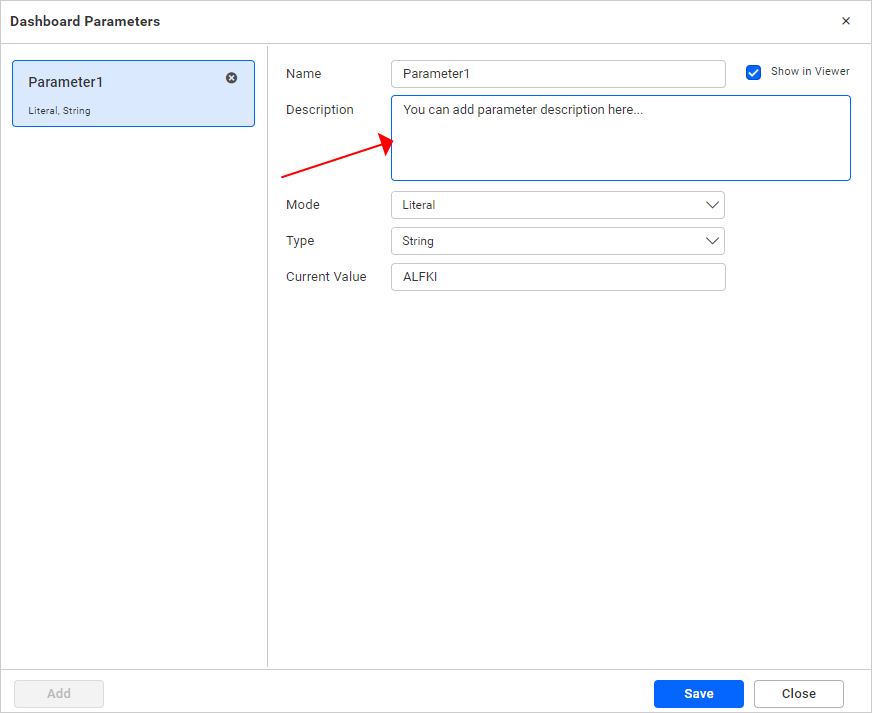 Dashboard Parameters
Parameter1
Literal, String
Name
Parameter1
Show in Viewer
Description
You can add parameter description here...
Mode
Literal
Type
String
Current Value
ALFKI
Add
Save
Close